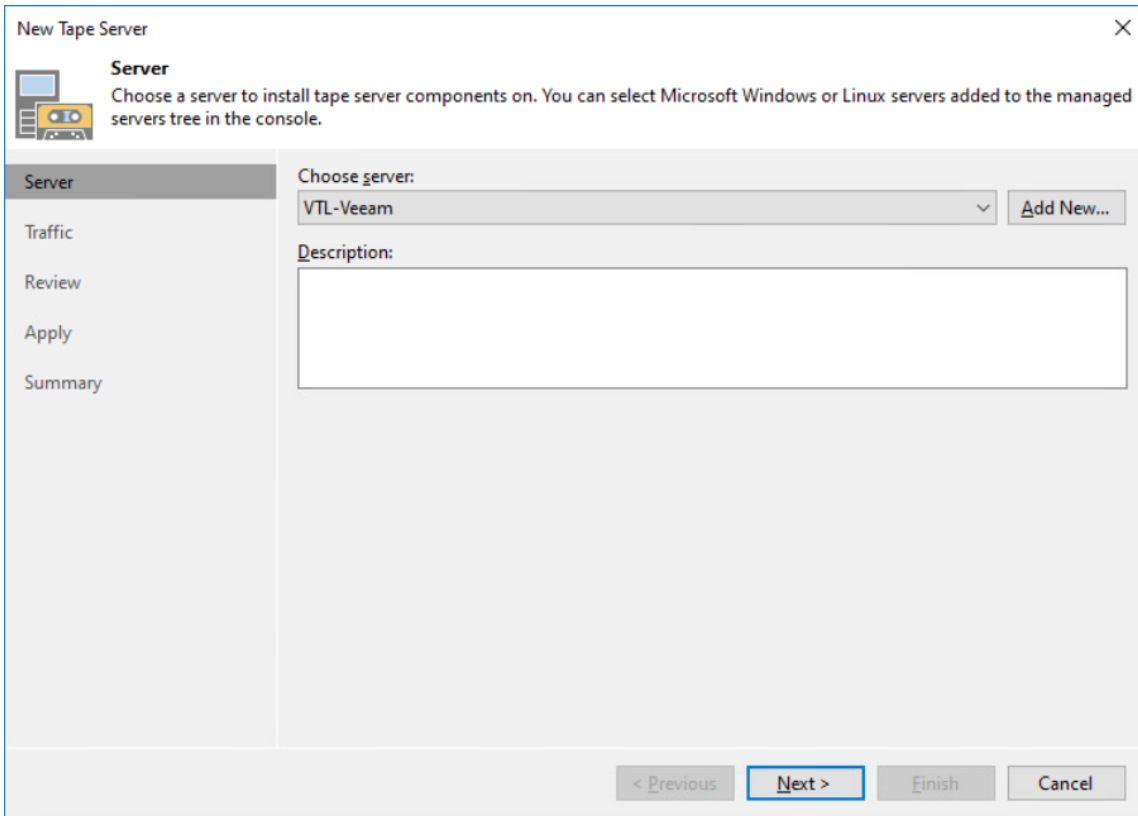 New Tape Server
Server
Choose a server to install tape server components on. You can select Microsoft Windows or Linux servers added to the managed
servers tree in the console.
Server
Traffic
Review
Apply
Summary
Choose server:
VTL-Veeam
Add New...
Description:
< Previous
Next >
Finish
Cancel